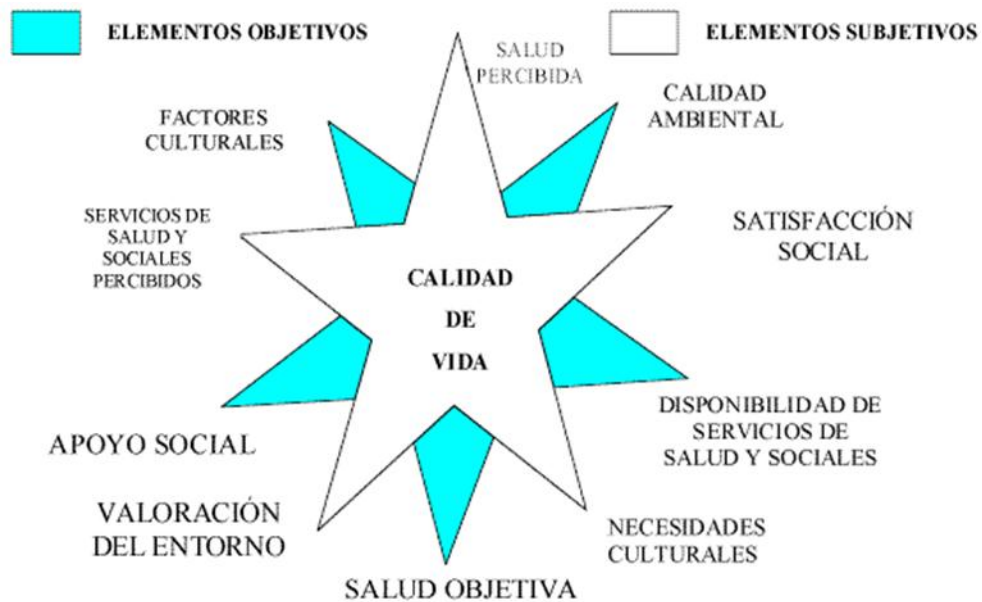 ELEMENTOS OBJETIVOS
ELEMENTOS SUBJETIVOS
SALUD
PERCIBIDA
CALIDAD
AMBIENTAL
FACTORES
CULTURALES
SERVICIOS DE
SALUD Y
SOCIALES
PERCIBIDOS
SATISFACCIÓN
SOCIAL
CALIDAD
DE
VIDA
DISPONIBILIDAD DE
SERVICIOS DE
SALUD Y SOCIALES
APOYO SOCIAL
VALORACIÓN
DEL ENTORNO
NECESIDADES
CULTURALES
SALUD OBJETIVA